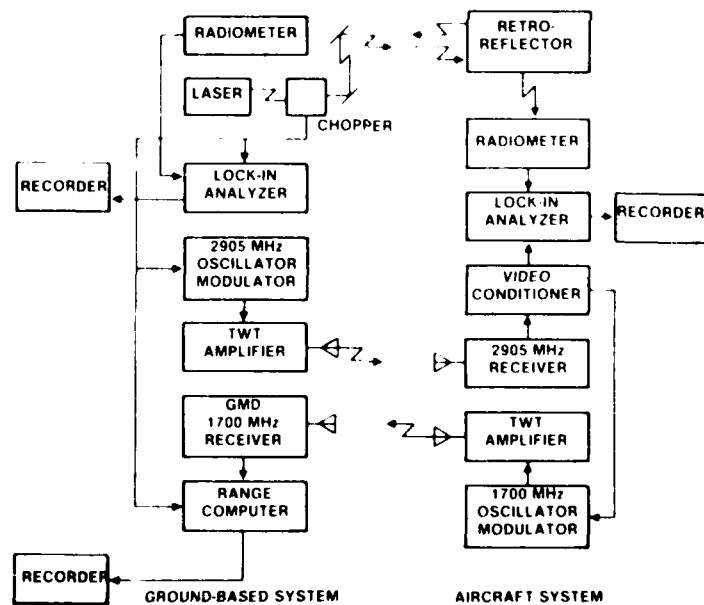 RADIOMETER
LASER
CHOPPER
RECORDER
LOCK-IN
ANALYZER
2905 MHz
OSCILLATOR
MODULATOR
TWT
AMPLIFIER
GMD
1700 MHz
RECEIVER
RANGE
COMPUTER
RECORDER
GROUND-BASED SYSTEM
RETRO-
REFLECTOR
RADIOMETER
LOCK-IN
ANALYZER
RECORDER
VIDEO
CONDITIONER
2905 MHz
RECEIVER
TWT
AMPLIFIER
1700 MHz
OSCILLATOR
MODULATOR
AIRCRAFT SYSTEM